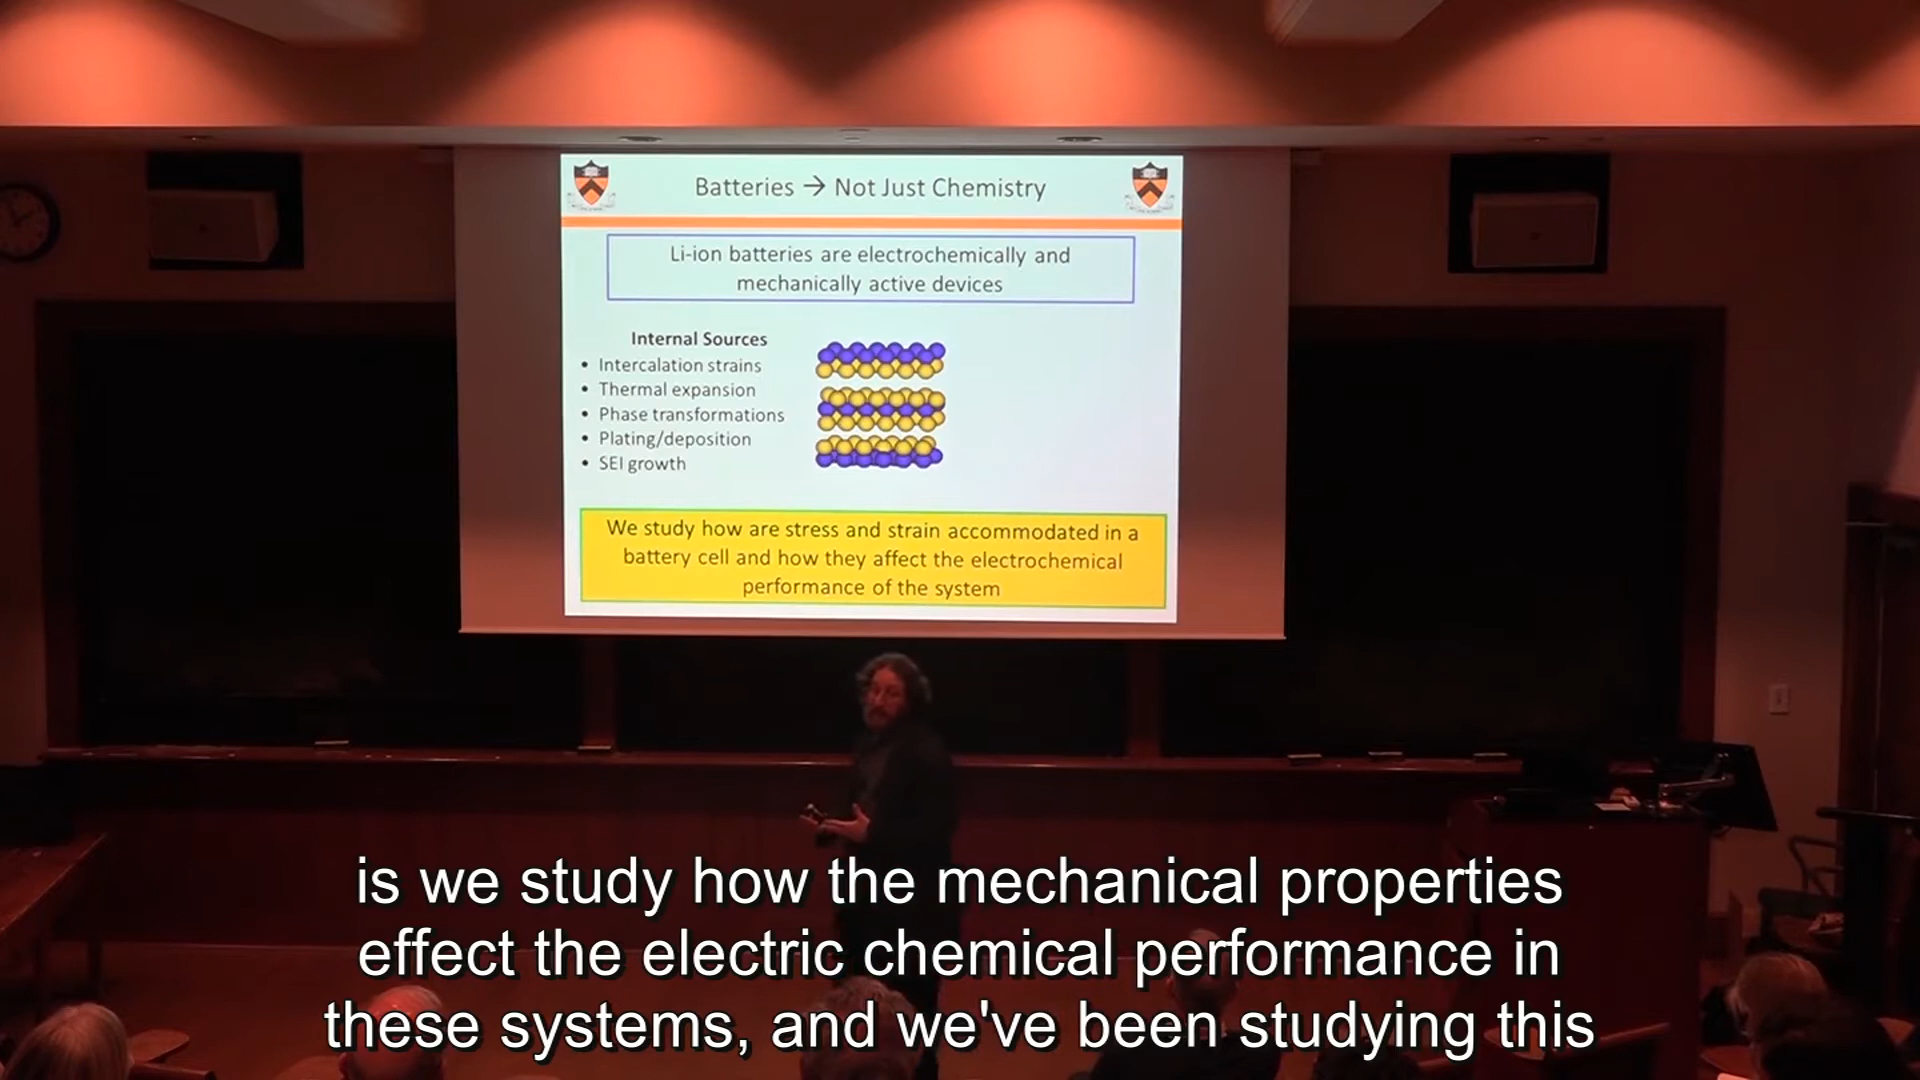 Batteries → Not Just Chemistry
Li-ion batteries are electrochemically and
mechanically active devices
Internal Sources
• Intercalation strains
• Thermal expansion
• Phase transformations
• Plating/deposition
• SEI growth
We study how are stress and strain accommodated in a
battery cell and how they affect the electrochemical
performance of the system
is we study how the mechanical properties
effect the electric chemical performance in
these systems, and we've been studying this